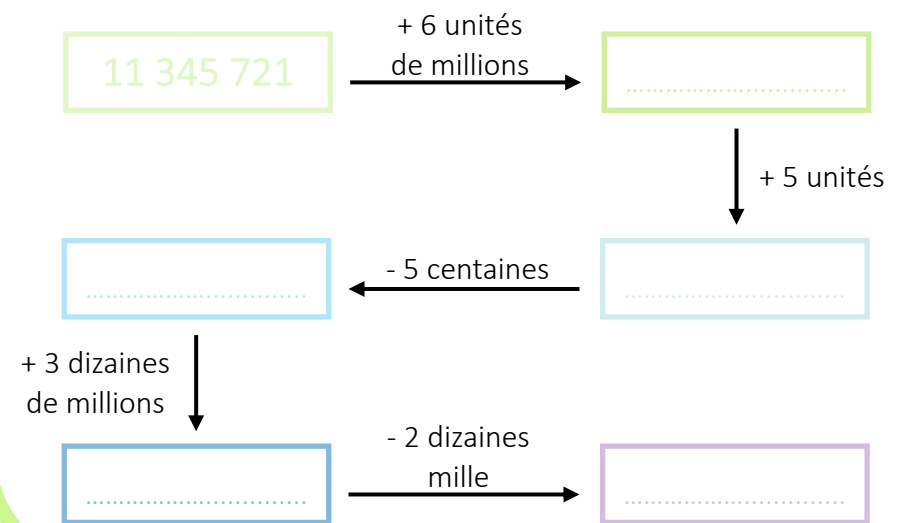 + 6 unités
de millions
11 345 721
................................
+ 5 unités
- 5 centaines
................................
................................
+ 3 dizaines
de millions
- 2 dizaines
mille
................................
................................